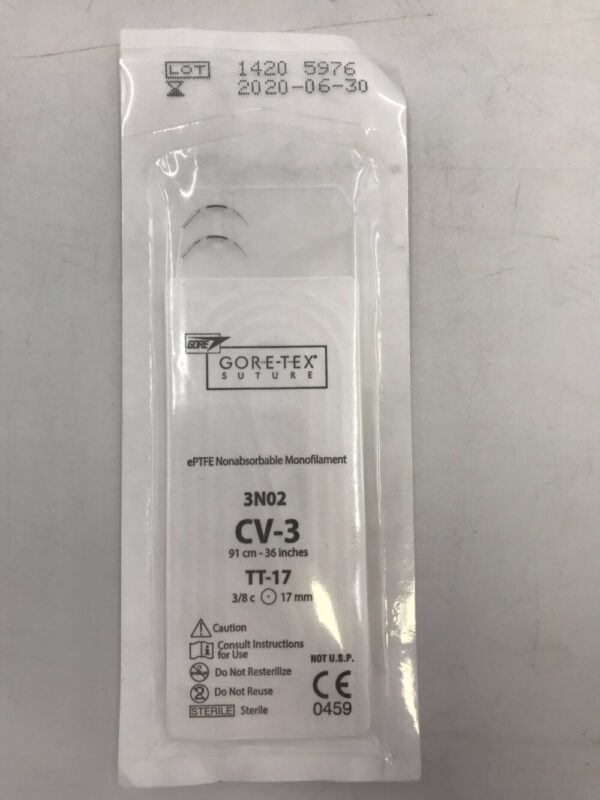 LOT 1420 5976
2020-06-30
GORE
GORE-TEX®
SUTURE
ePTFE Nonabsorbable Monofilament
3N02
CV-3
91 cm - 36 inches
TT-17
3/8 c 17 mm
Caution
Consult Instructions
for Use
Do Not Resterilize
2 Do Not Reuse
STERILE Sterile
NOT U.S.P.
CE
0459